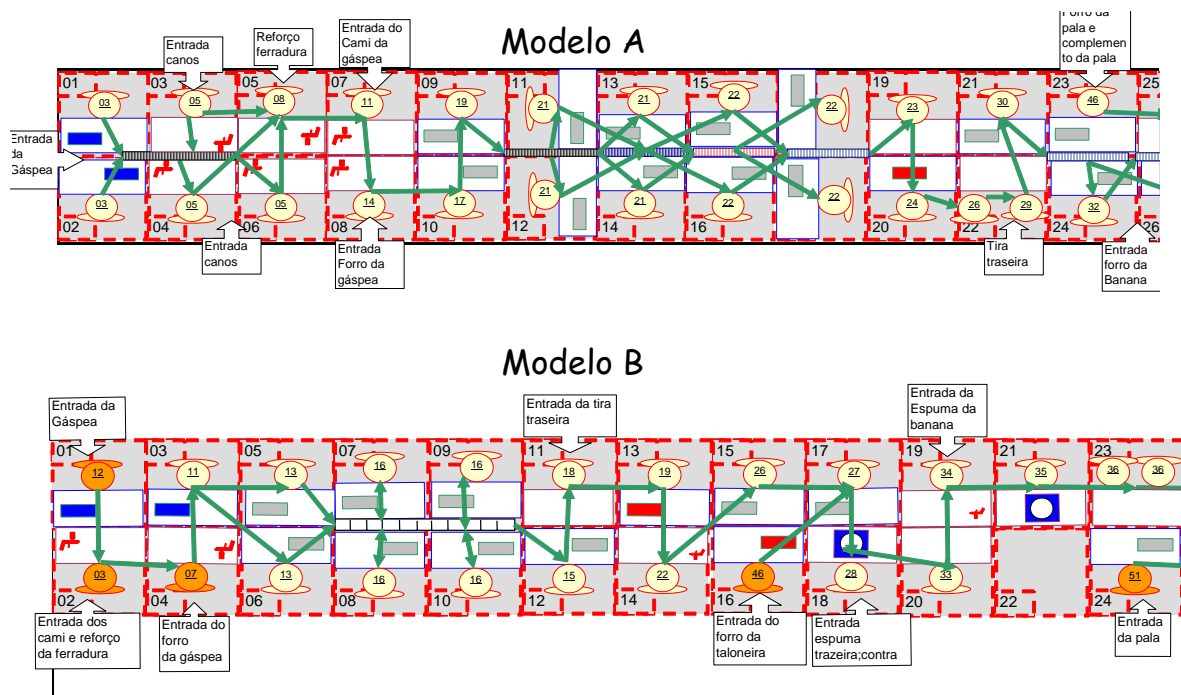 Modelo A
Entrada
canos
Reforço
ferradura
Entrada do
Cami da
gáspea
Forro da
pala e
complemen
to da pala
01 03 05 07 09 11 13 15 19 21 23 25
03 05 08 11 19 21 21 22 22 23 30 46
Entrada
da
Gáspea
03 05 05 14 17 21 21 22 22 24 26 29 32
02 04 06 08 10 12 14 16 20 22 24 26
Entrada
canos
Entrada
Forro da
gáspea
Tira
traseira
Entrada
forro da
Banana
Modelo B
Entrada da
Gáspea
Entrada da tira
traseira
Entrada da
Espuma da
banana
01 03 05 07 09 11 13 15 17 19 21 23
12 11 13 16 16 18 19 26 27 34 35 36 36
03 07 13 16 16 15 22 46 28 33 51
02 04 06 08 10 12 14 16 18 20 22 24
Entrada dos
cami e reforço
da ferradura
Entrada do
forro
da gáspea
Entrada do
forro da
taloneira
Entrada
espuma
trazeira;contra
Entrada
da pala